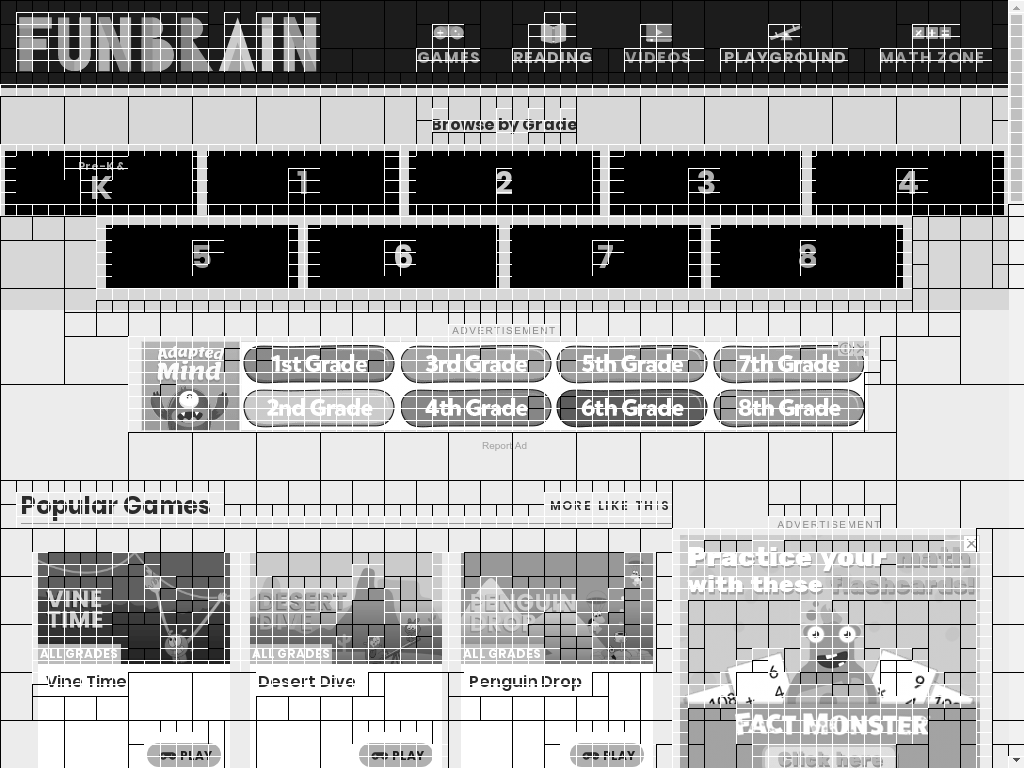 FUNBRAIN
GAMES
READING
VIDEOS
PLAYGROUND
MATH ZONE
Browse by Grade
Pre-K &
K
1
2
3
4
5
6
7
8
ADVERTISEMENT
Adapted
Mind
1st Grade
3rd Grade
5th Grade
7th Grade
2nd Grade
4th Grade
6th Grade
8th Grade
Report Ad
Popular Games
MORE LIKE THIS
ADVERTISEMENT
Practice your math
with these flashcards!
VINE
TIME
ALL GRADES
Vine Time
PLAY
DESERT
DIVE
ALL GRADES
Desert Dive
PLAY
PENGUIN
DROP
ALL GRADES
Penguin Drop
PLAY
6
4
9
FACT MONSTER
Click here